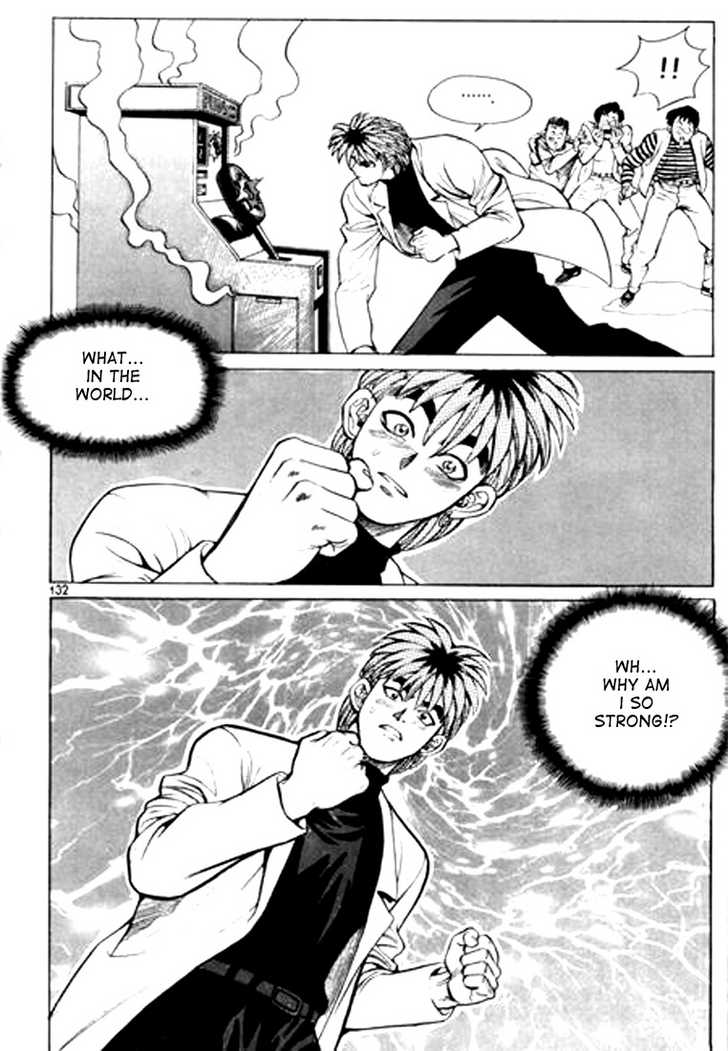 !!
......
WHAT...
IN THE
WORLD...
132
WH...
WHY AM
I SO
STRONG!?